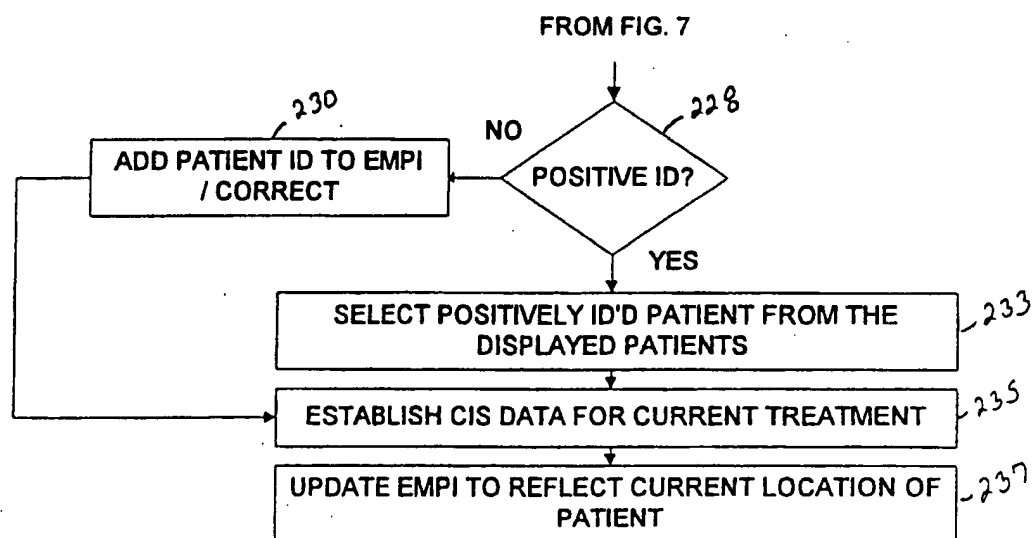 FROM FIG. 7
228
230
NO
ADD PATIENT ID TO EMPI
/ CORRECT
POSITIVE ID?
YES
SELECT POSITIVELY ID'D PATIENT FROM THE
DISPLAYED PATIENTS
233
ESTABLISH CIS DATA FOR CURRENT TREATMENT
235
UPDATE EMPI TO REFLECT CURRENT LOCATION OF
PATIENT
237